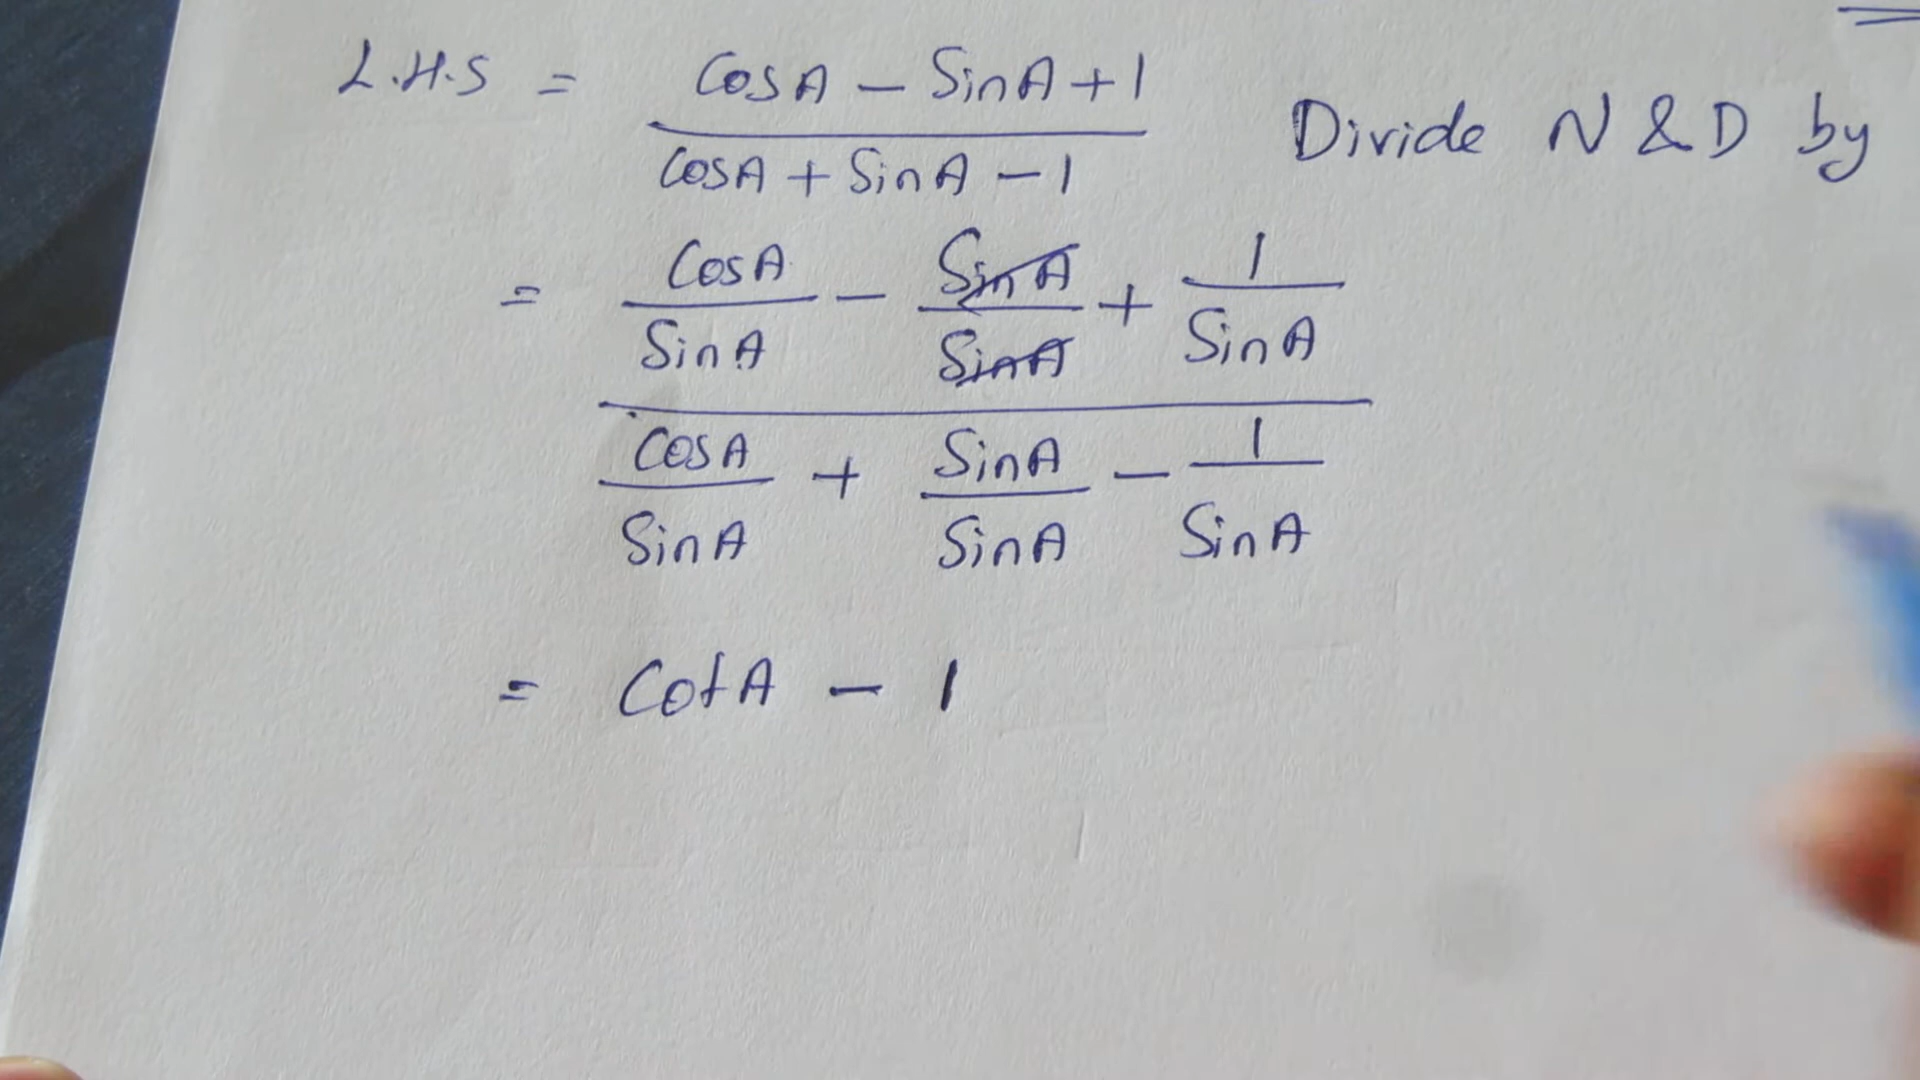 L.H.S = CosA - SinA + 1 / CosA + SinA - 1 Divide N & D by
= CosA/SinA - SinA/SinA + 1/SinA
CosA/SinA + SinA/SinA - 1/SinA
= CotA - 1